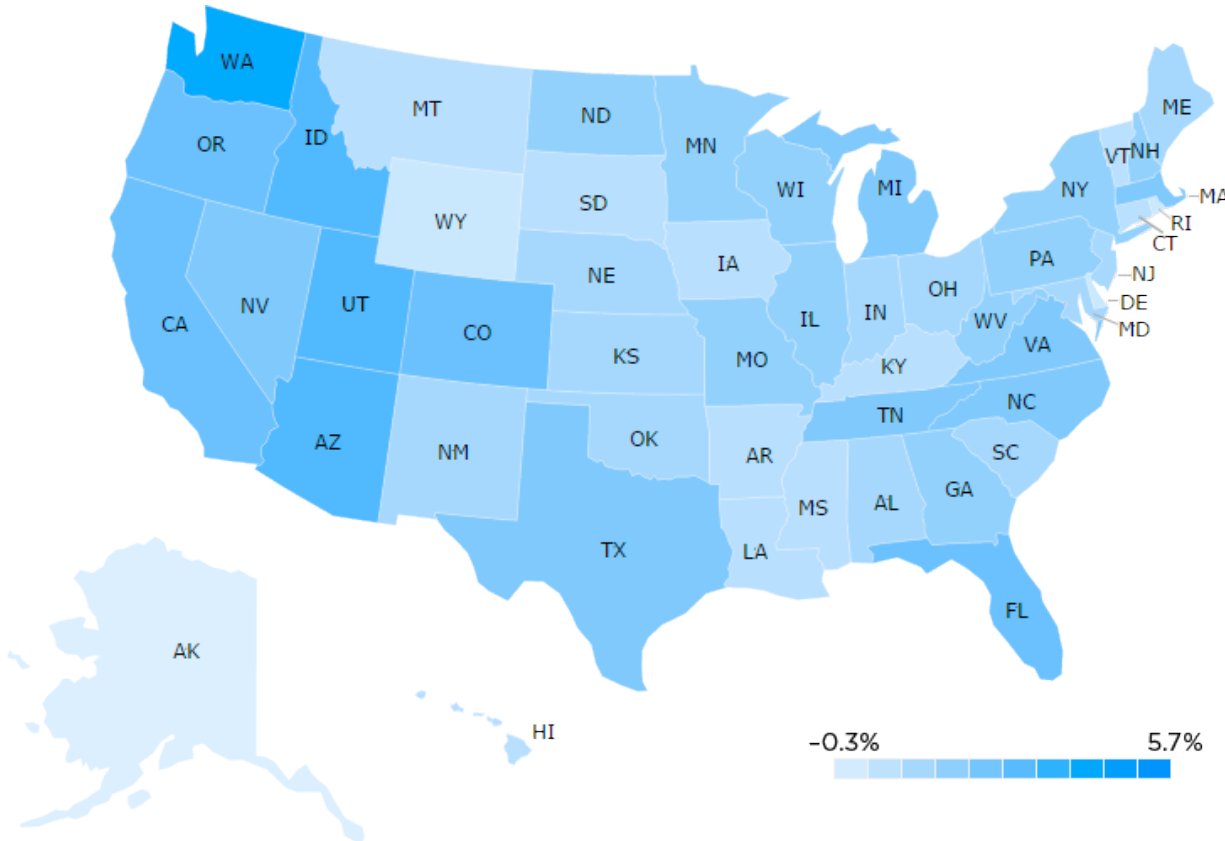 WA
ME
MT
ND
OR
ID
MN
VT
NH
WI
MI
NY
MA
SD
WY
RI
CT
IA
PA
NE
NJ
OH
DE
NV
UT
IN
CA
IL
WV
MD
CO
VA
KS
MO
KY
NC
TN
AZ
OK
NM
SC
AR
GA
MS
AL
TX
LA
FL
AK
HI
–0.3%
5.7%